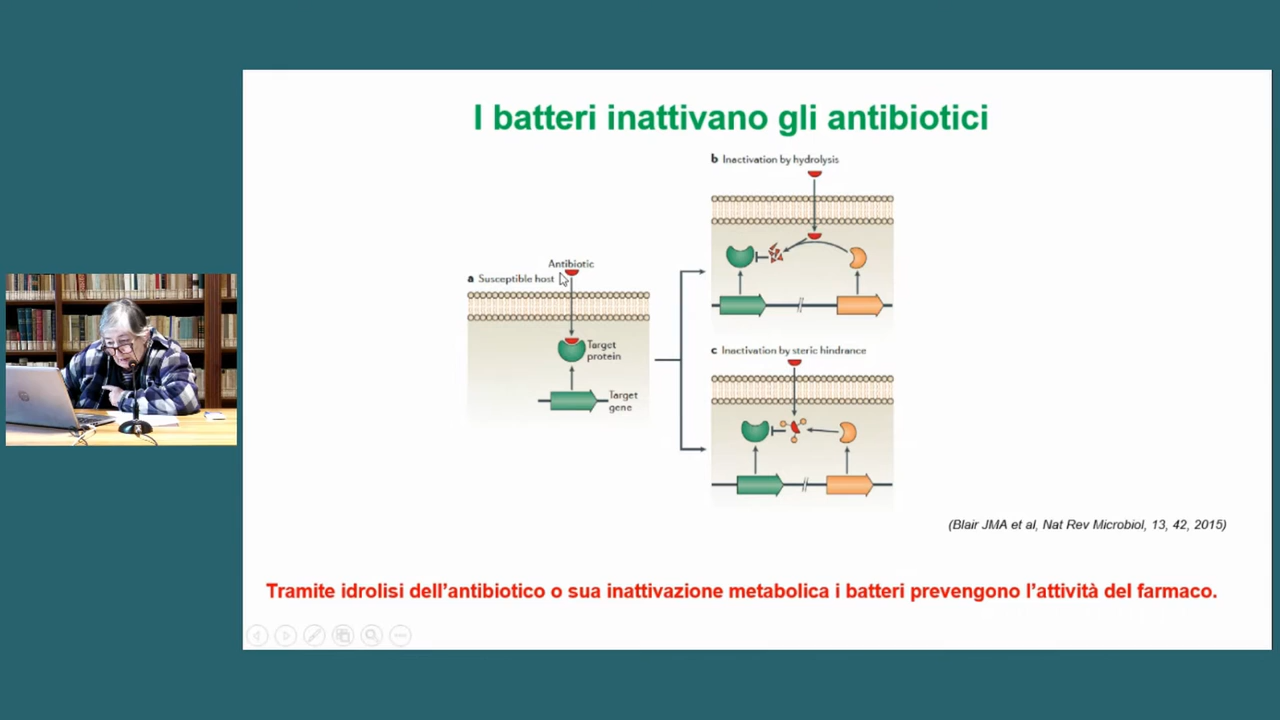 I batteri inattivano gli antibiotici
b Inactivation by hydrolysis
Antibiotic
a Susceptible host
Target
protein
Target
gene
c Inactivation by steric hindrance
(Blair JMA et al, Nat Rev Microbiol, 13, 42, 2015)
Tramite idrolisi dell'antibiotico o sua inattivazione metabolica i batteri prevengono l'attività del farmaco.